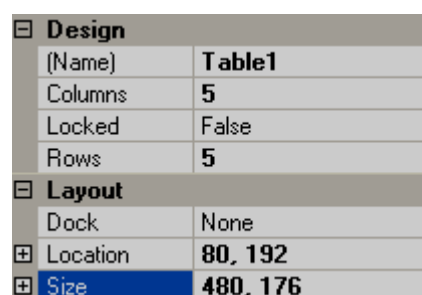 Design
(Name) Table1
Columns 5
Locked False
Rows 5
Layout
Dock None
Location 80, 192
Size 480, 176